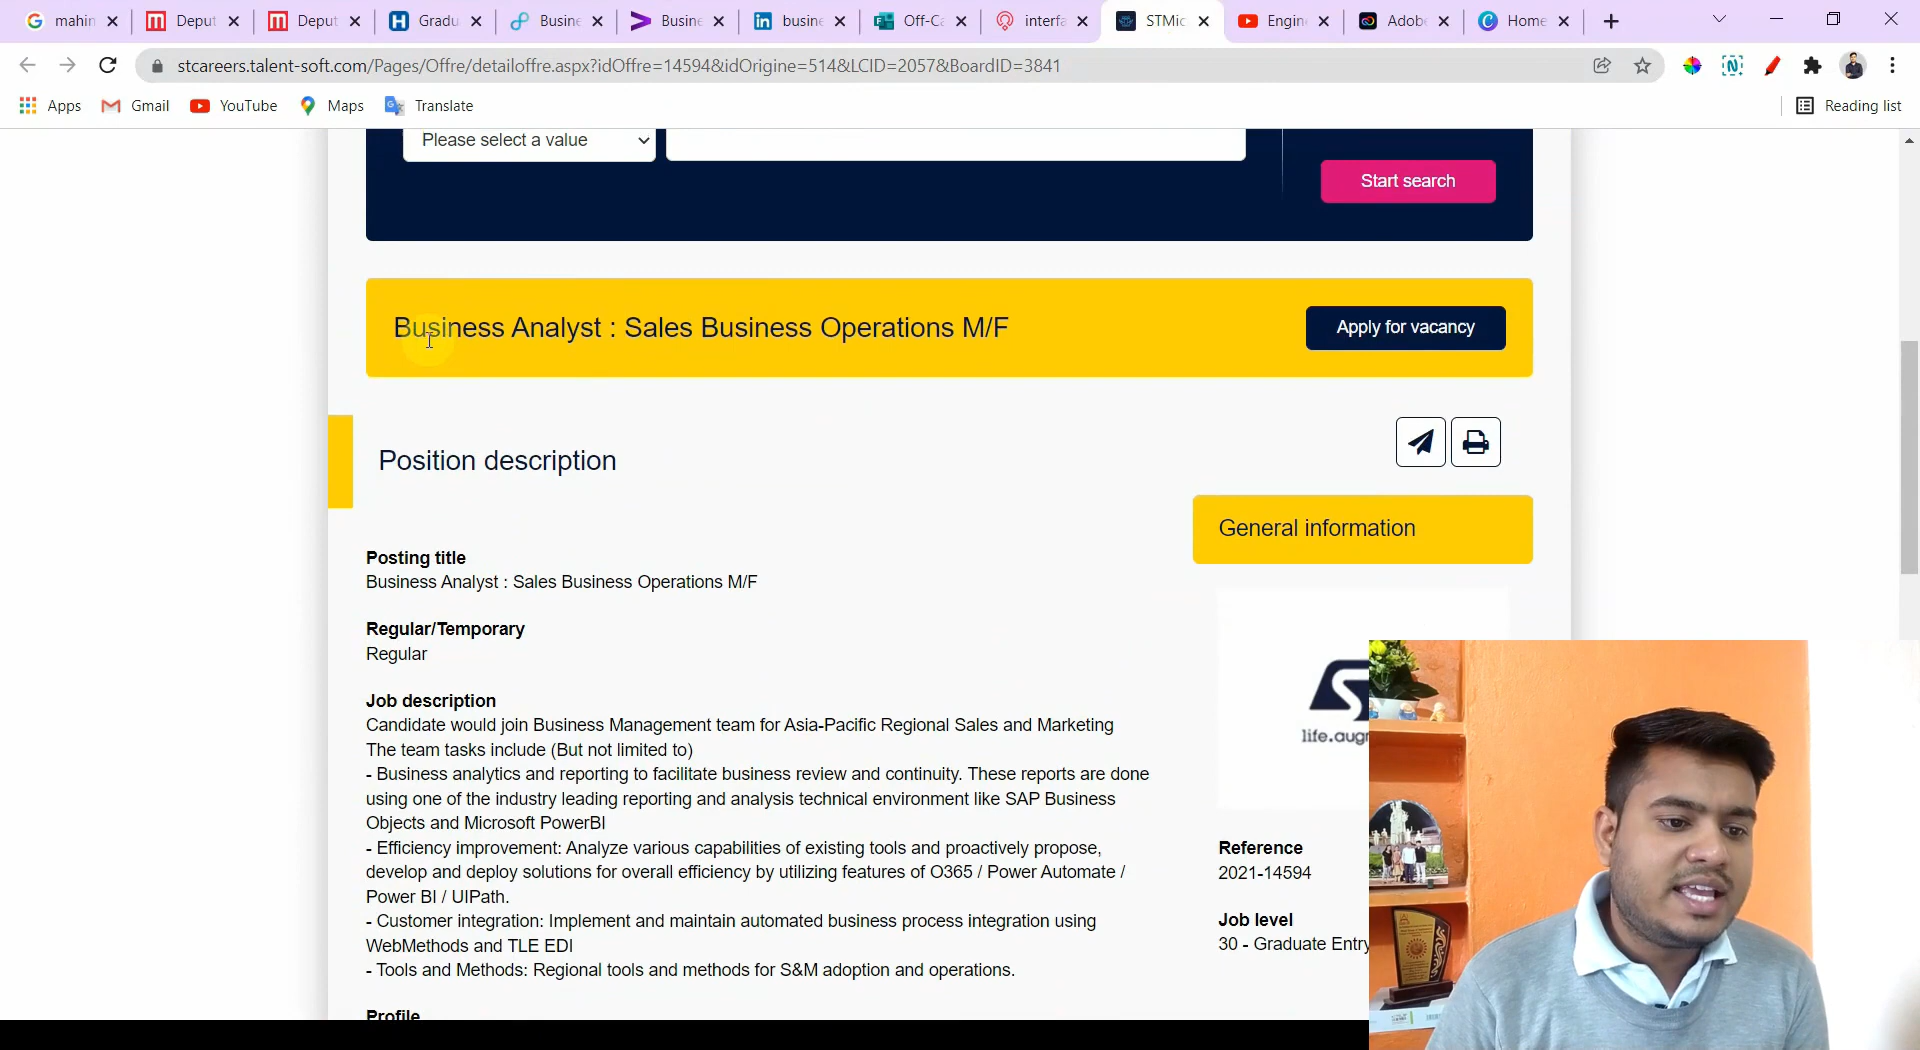 mahin
Deput
Deput
Gradu
Busine
Busine
busine
Off-Ca
interfa
STMic
Engin
Adob
Home
stcareers.talent-soft.com/Pages/Offre/detailoffre.aspx?idOffre=14594&idOrigine=514&LCID=2057&BoardID=3841
Apps
Gmail
YouTube
Maps
Translate
Reading list
Please select a value
Start search
Business Analyst : Sales Business Operations M/F
Apply for vacancy
Position description
General information
Posting title
Business Analyst : Sales Business Operations M/F
Regular/Temporary
Regular
Job description
Candidate would join Business Management team for Asia-Pacific Regional Sales and Marketing
The team tasks include (But not limited to)
- Business analytics and reporting to facilitate business review and continuity. These reports are done
using one of the industry leading reporting and analysis technical environment like SAP Business
Objects and Microsoft PowerBI
- Efficiency improvement: Analyze various capabilities of existing tools and proactively propose,
develop and deploy solutions for overall efficiency by utilizing features of O365 / Power Automate /
Power BI / UIPath.
- Customer integration: Implement and maintain automated business process integration using
WebMethods and TLE EDI
- Tools and Methods: Regional tools and methods for S&M adoption and operations.
Profile
life.augr
Reference
2021-14594
Job level
30 - Graduate Entry